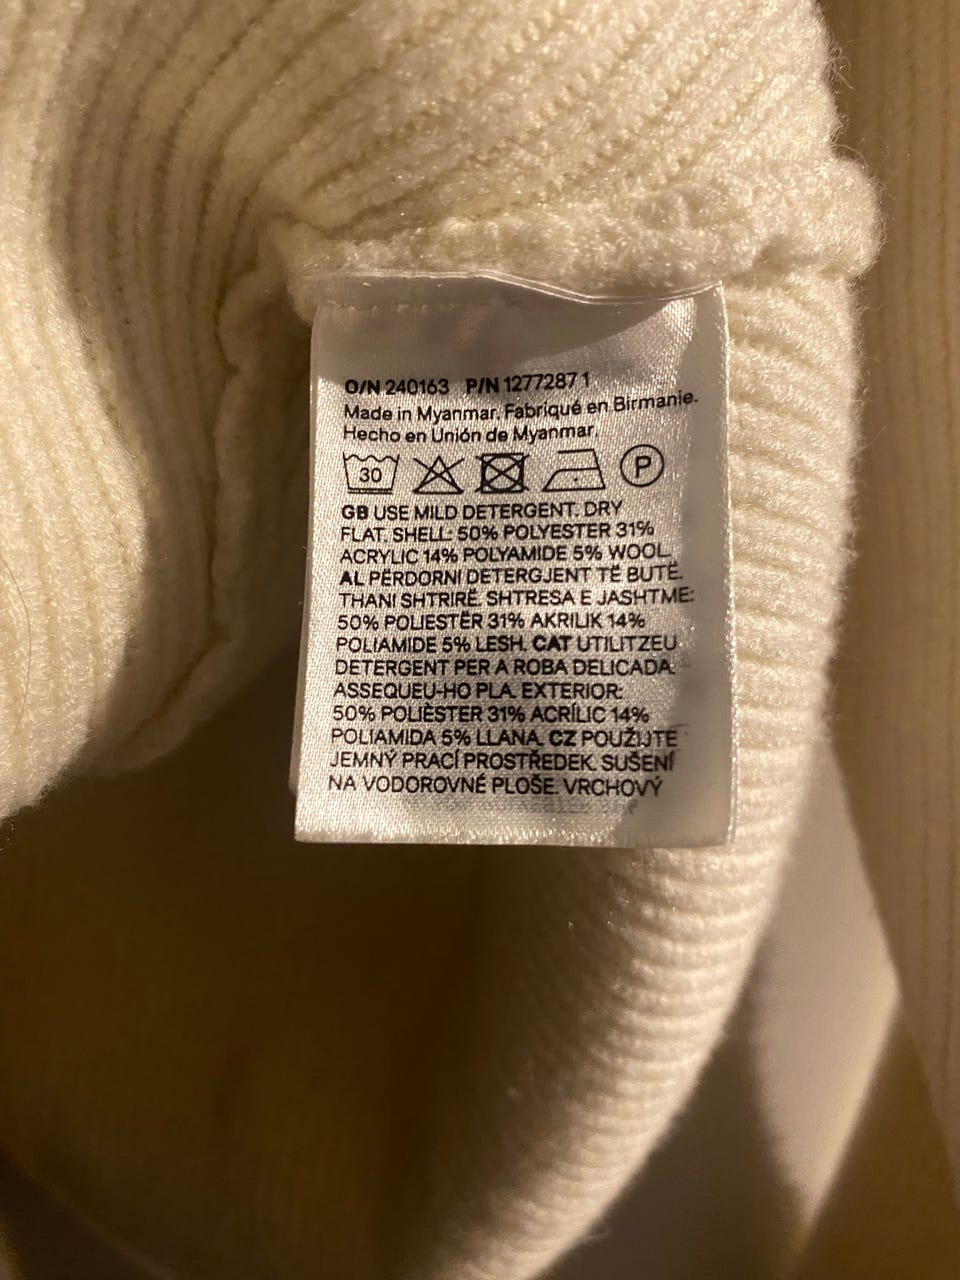 O/N 240163 P/N 1277287 1
Made in Myanmar. Fabriqué en Birmanie.
Hecho en Unión de Myanmar.
30 P
GB USE MILD DETERGENT. DRY
FLAT. SHELL: 50% POLYESTER 31%
ACRYLIC 14% POLYAMIDE 5% WOOL.
AL PËRDORNI DETERGJENT TË BUTË.
THANI SHTRIRË. SHTRESA E JASHTME:
50% POLIESTËR 31% AKRILIK 14%
POLIAMIDE 5% LESH. CAT UTILITZEU
DETERGENT PER A ROBA DELICADA.
ASSEQUEU-HO PLA. EXTERIOR:
50% POLIÈSTER 31% ACRÍLIC 14%
POLIAMIDA 5% LLANA. CZ POUŽIJTE
JEMNÝ PRACÍ PROSTŘEDEK. SUŠENÍ
NA VODOROVNÉ PLOŠE. VRCHOVÝ